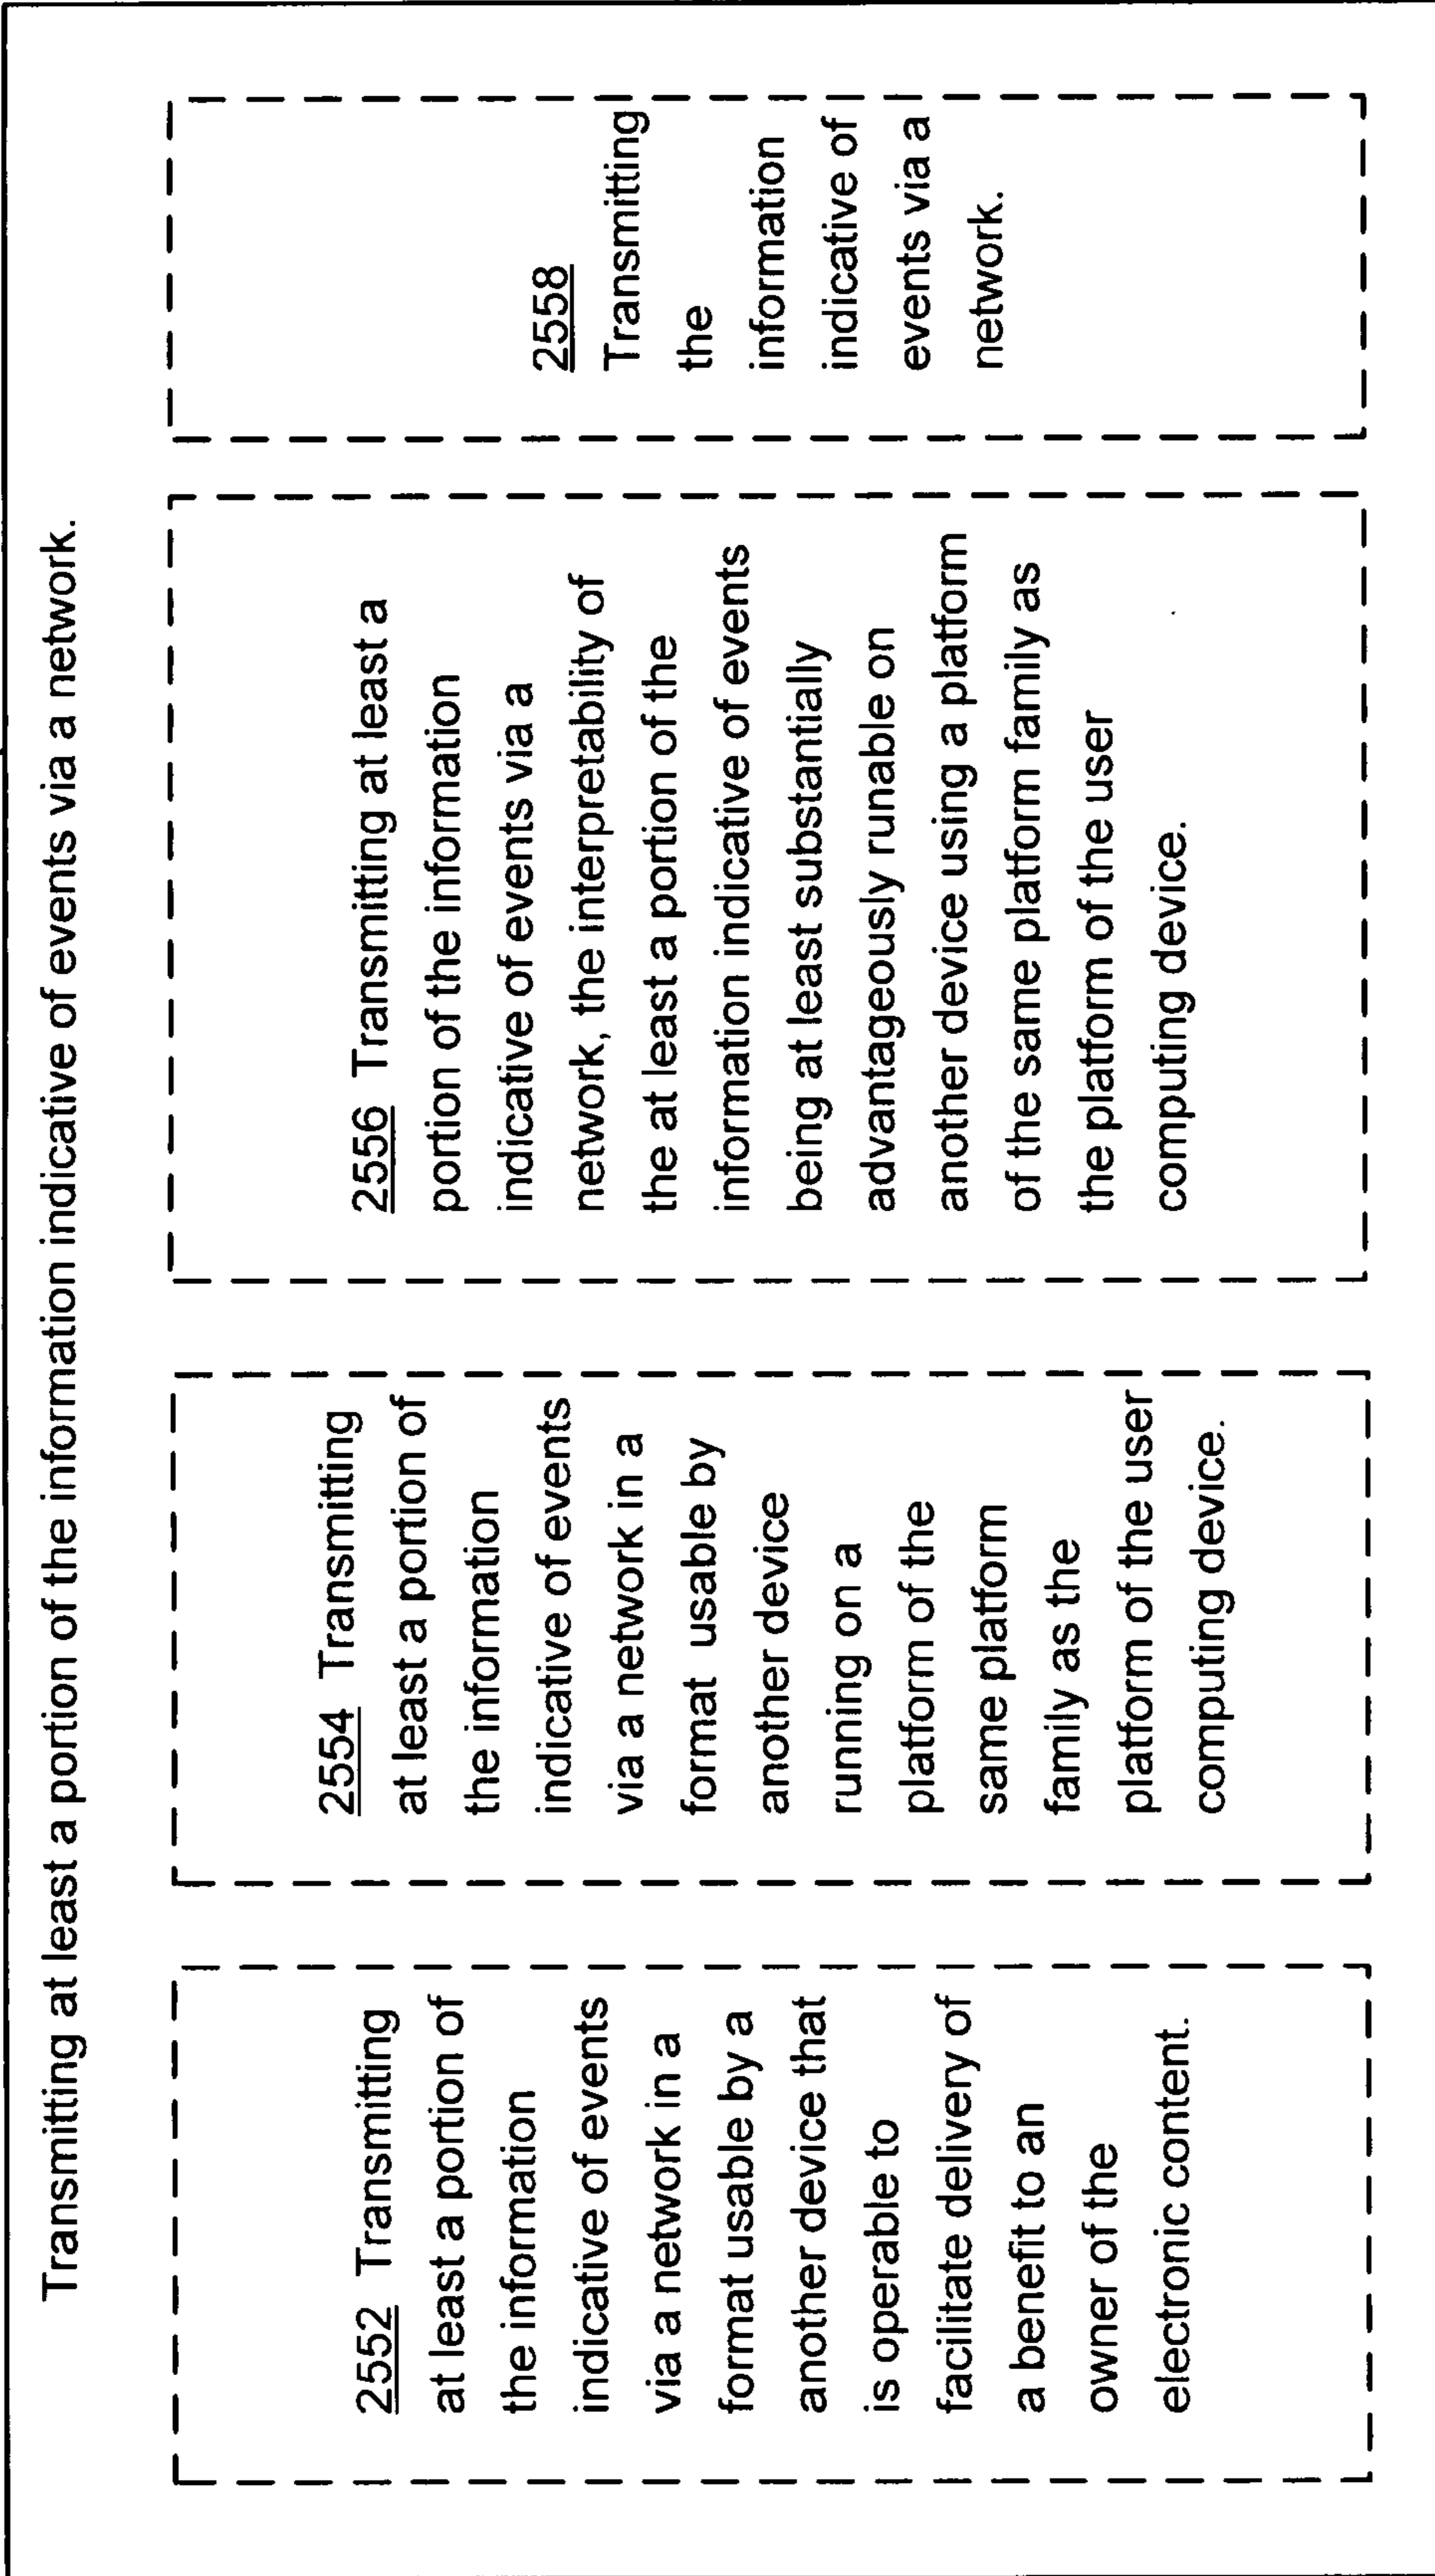 Transmitting at least a portion of the information indicative of events via a network.
2552 Transmitting
at least a portion of
the information
indicative of events
via a network in a
format usable by a
another device that
is operable to
facilitate delivery of
a benefit to an
owner of the
electronic content.
2554 Transmitting
at least a portion of
the information
indicative of events
via a network in a
format usable by
another device
running on a
platform of the
same platform
family as the
platform of the user
computing device.
2556 Transmitting at least a
portion of the information
indicative of events via a
network, the interpretability of
the at least a portion of the
information indicative of events
being at least substantially
advantageously runable on
another device using a platform
of the same platform family as
the platform of the user
computing device.
2558
Transmitting
the
information
indicative of
events via a
network.